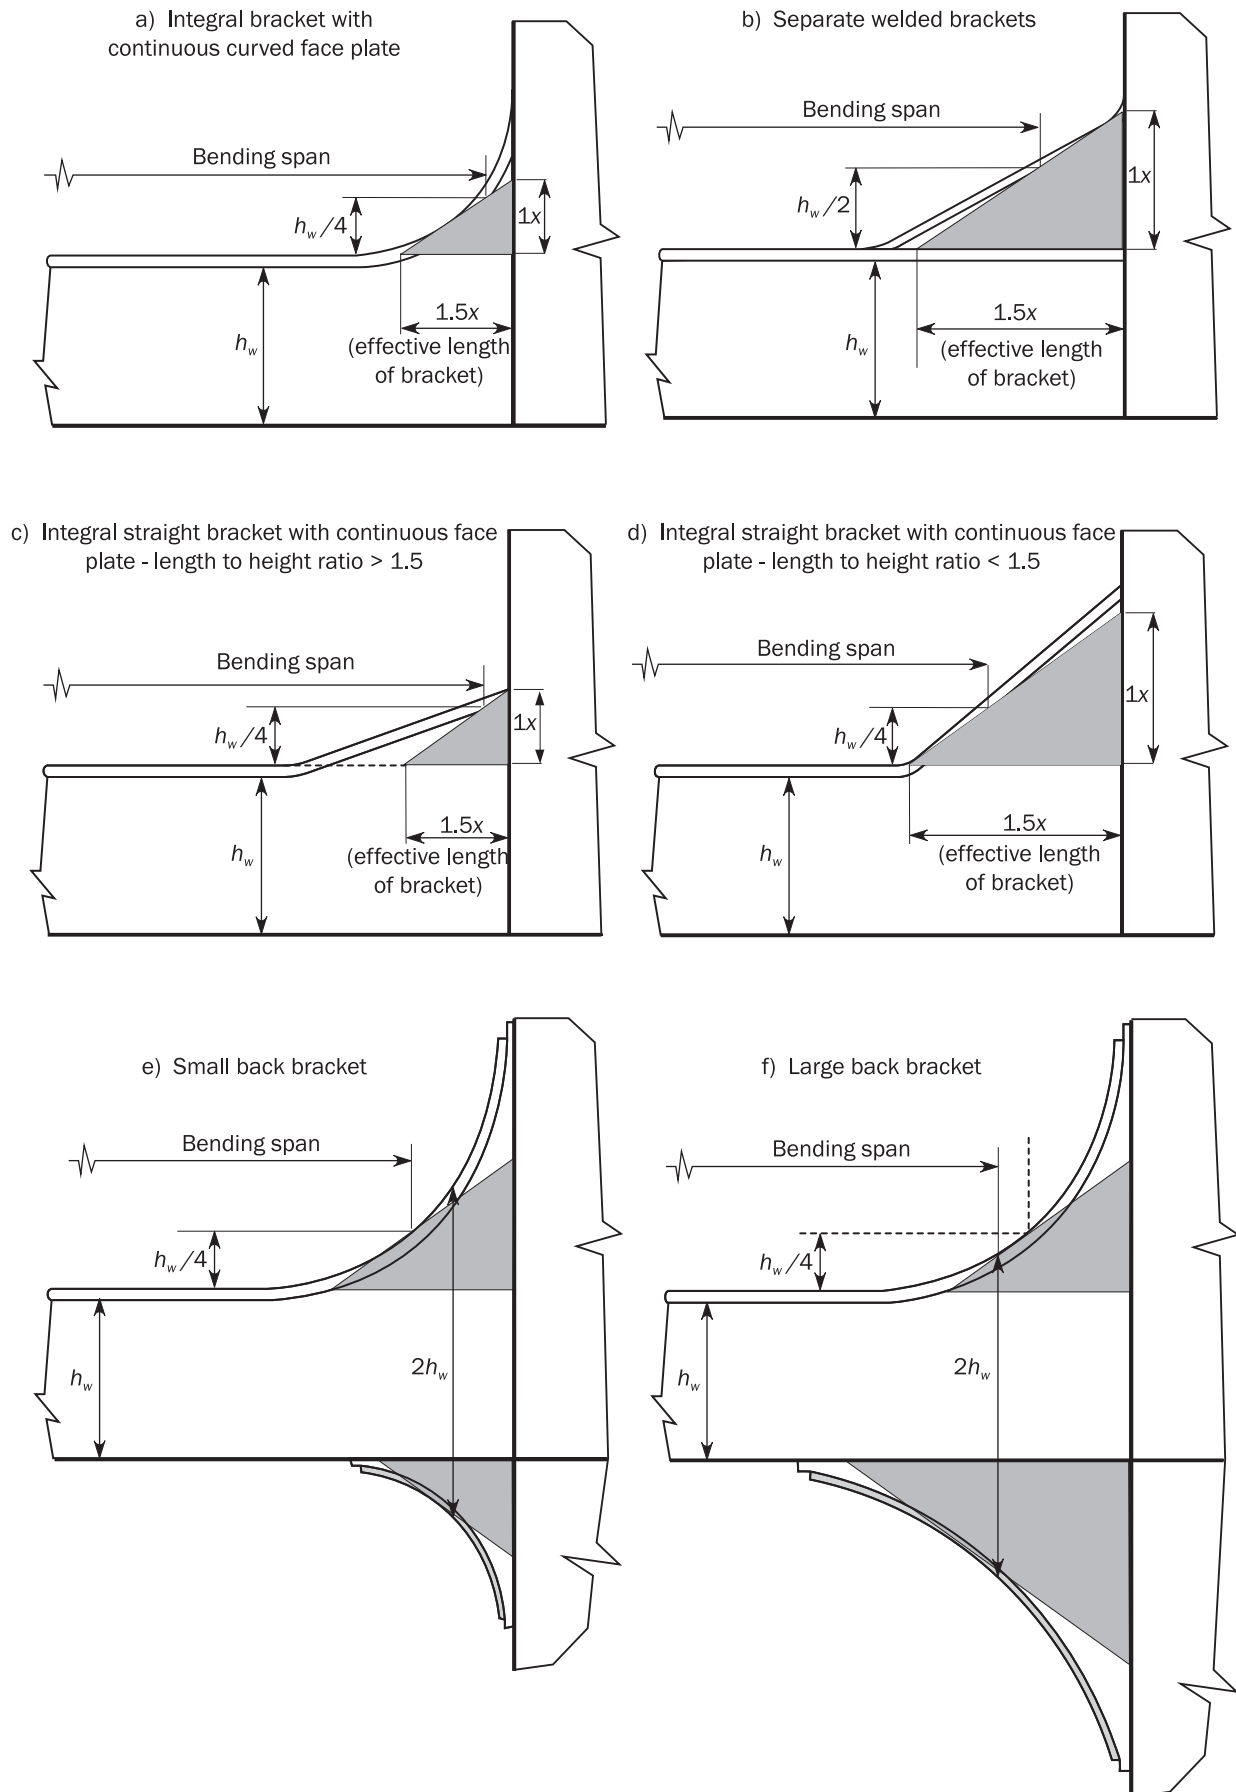 a) Integral bracket with
continuous curved face plate
Bending span
h_w/4
1x
h_w
1.5x
(effective length
of bracket)
b) Separate welded brackets
Bending span
h_w/2
1x
h_w
1.5x
(effective length
of bracket)
c) Integral straight bracket with continuous face
plate - length to height ratio > 1.5
Bending span
h_w/4
1x
h_w
1.5x
(effective length
of bracket)
d) Integral straight bracket with continuous face
plate - length to height ratio < 1.5
Bending span
h_w/4
1x
h_w
1.5x
(effective length
of bracket)
e) Small back bracket
Bending span
h_w/4
h_w
2h_w
f) Large back bracket
Bending span
h_w/4
h_w
2h_w